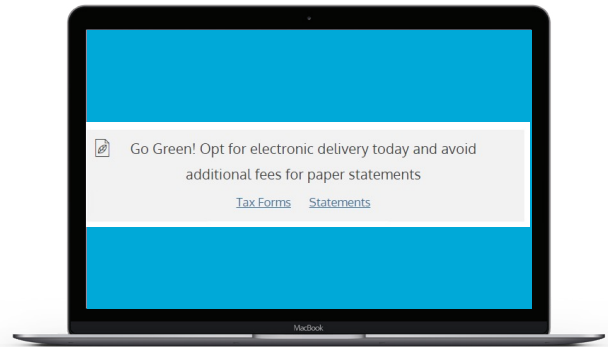 Go Green! Opt for electronic delivery today and avoid
additional fees for paper statements
Tax Forms Statements
MacBook